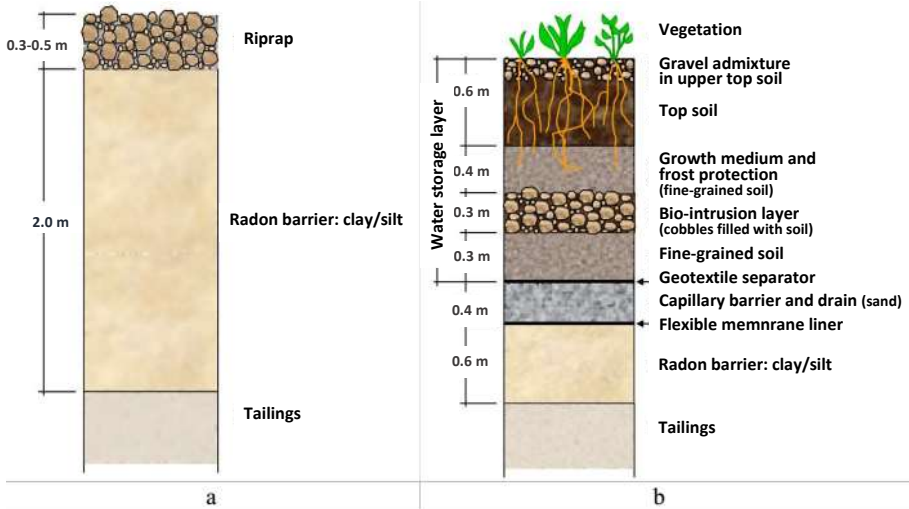 0.3-0.5 m
Riprap
2.0 m
Radon barrier: clay/silt
Tailings
a
Vegetation
Gravel admixture
in upper top soil
0.6 m
Top soil
Water storage layer
0.4 m
Growth medium and
frost protection
(fine-grained soil)
0.3 m
Bio-intrusion layer
(cobbles filled with soil)
0.3 m
Fine-grained soil
Geotextile separator
0.4 m
Capillary barrier and drain (sand)
Flexible memnrane liner
0.6 m
Radon barrier: clay/silt
Tailings
b